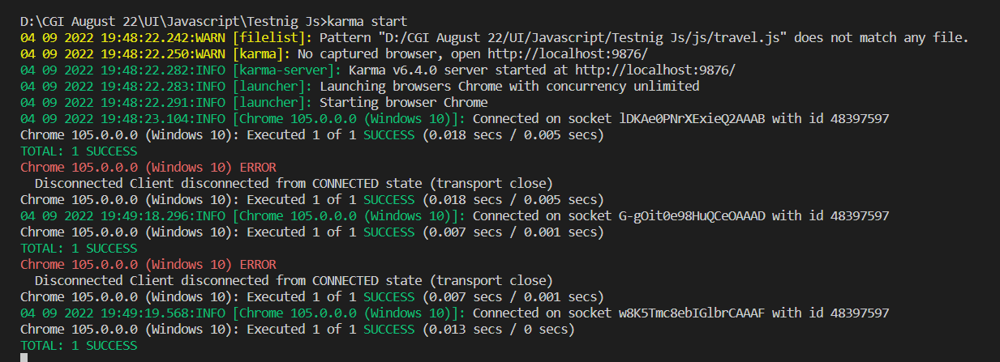 D:\CGI August 22\UI\Javascript\Testnig Js>karma start
04 09 2022 19:48:22.242:WARN [filelist]: Pattern "D:/CGI August 22/UI/Javascript/Testnig Js/js/travel.js" does not match any file.
04 09 2022 19:48:22.250:WARN [karma]: No captured browser, open http://localhost:9876/
04 09 2022 19:48:22.282:INFO [karma-server]: Karma v6.4.0 server started at http://localhost:9876/
04 09 2022 19:48:22.283:INFO [launcher]: Launching browsers Chrome with concurrency unlimited
04 09 2022 19:48:22.291:INFO [launcher]: Starting browser Chrome
04 09 2022 19:48:23.104:INFO [Chrome 105.0.0.0 (Windows 10)]: Connected on socket lDKAe0PNrXExieQ2AAAB with id 48397597
Chrome 105.0.0.0 (Windows 10): Executed 1 of 1 SUCCESS (0.018 secs / 0.005 secs)
TOTAL: 1 SUCCESS
Chrome 105.0.0.0 (Windows 10) ERROR
Disconnected Client disconnected from CONNECTED state (transport close)
Chrome 105.0.0.0 (Windows 10): Executed 1 of 1 SUCCESS (0.018 secs / 0.005 secs)
04 09 2022 19:49:18.296:INFO [Chrome 105.0.0.0 (Windows 10)]: Connected on socket G-gOit0e98HuQCeOAAAD with id 48397597
Chrome 105.0.0.0 (Windows 10): Executed 1 of 1 SUCCESS (0.007 secs / 0.001 secs)
TOTAL: 1 SUCCESS
Chrome 105.0.0.0 (Windows 10) ERROR
Disconnected Client disconnected from CONNECTED state (transport close)
Chrome 105.0.0.0 (Windows 10): Executed 1 of 1 SUCCESS (0.007 secs / 0.001 secs)
04 09 2022 19:49:19.568:INFO [Chrome 105.0.0.0 (Windows 10)]: Connected on socket w8K5Tmc8ebIGlbrCAAAF with id 48397597
Chrome 105.0.0.0 (Windows 10): Executed 1 of 1 SUCCESS (0.013 secs / 0 secs)
TOTAL: 1 SUCCESS